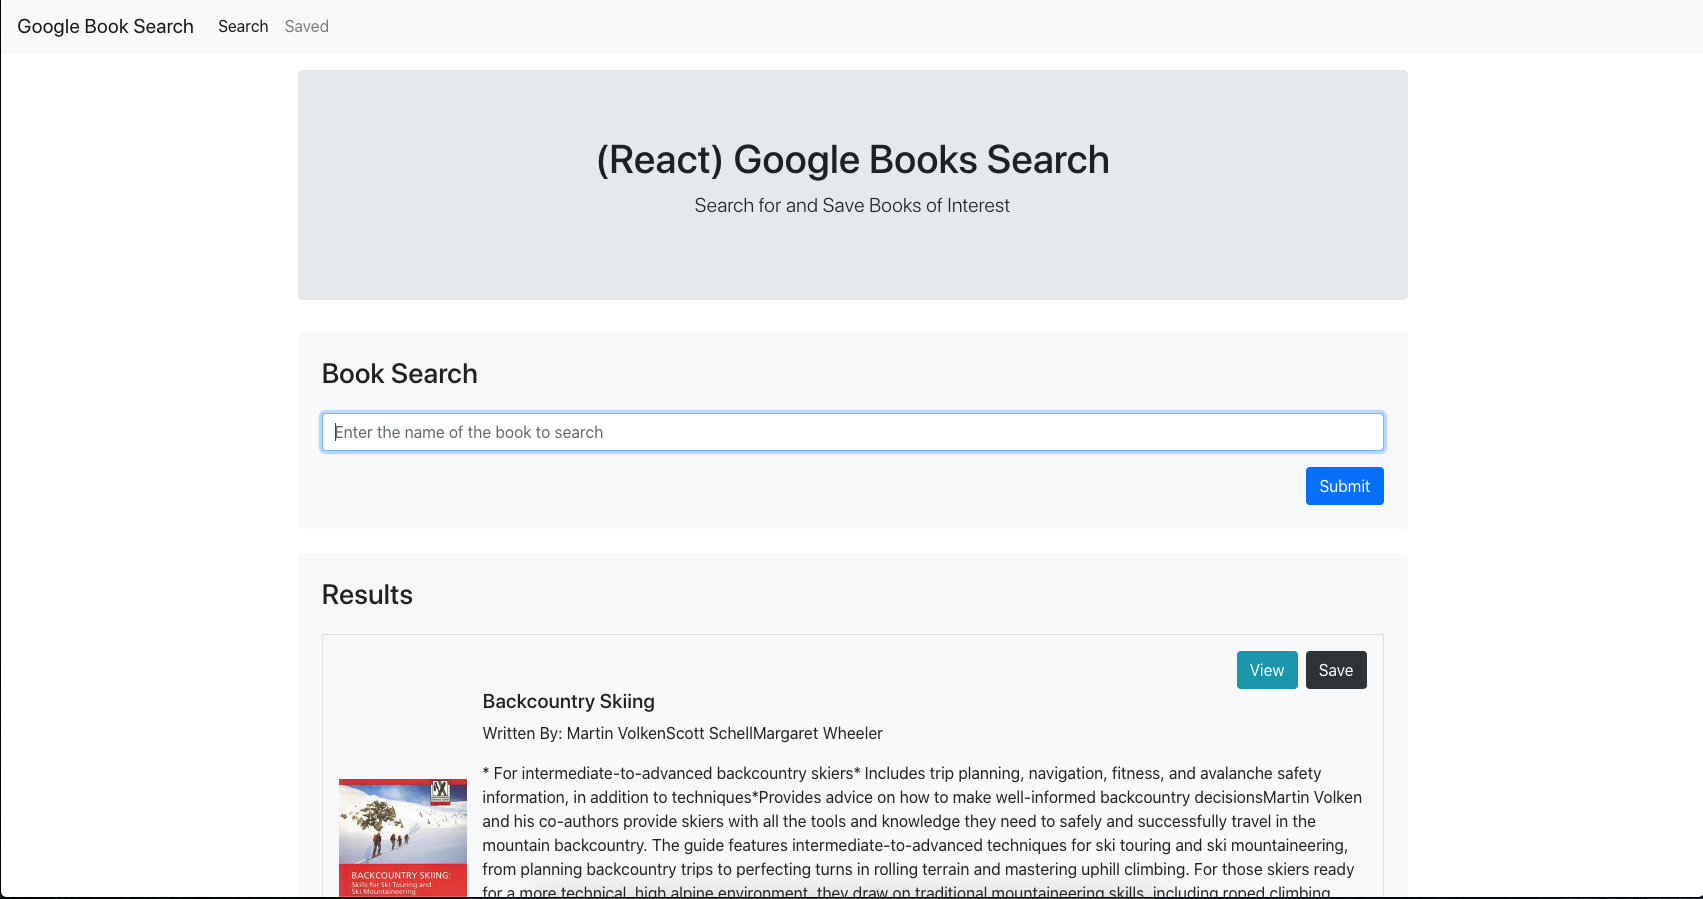 Google Book Search Search Saved
(React) Google Books Search
Search for and Save Books of Interest
Book Search
Enter the name of the book to search
Submit
Results
View Save
Backcountry Skiing
Written By: Martin VolkenScott SchellMargaret Wheeler
* For intermediate-to-advanced backcountry skiers* Includes trip planning, navigation, fitness, and avalanche safety
information, in addition to techniques*Provides advice on how to make well-informed backcountry decisionsMartin Volken
and his co-authors provide skiers with all the tools and knowledge they need to safely and successfully travel in the
mountain backcountry. The guide features intermediate-to-advanced techniques for ski touring and ski mountaineering,
from planning backcountry trips to perfecting turns in rolling terrain and mastering uphill climbing. For those skiers ready
for a more technical, high alpine environment, they draw on traditional mountaineering skills, including roped climbing,
BACKCOUNTRY SKIING:
Skills for Ski Touring and
Ski Mountaineering